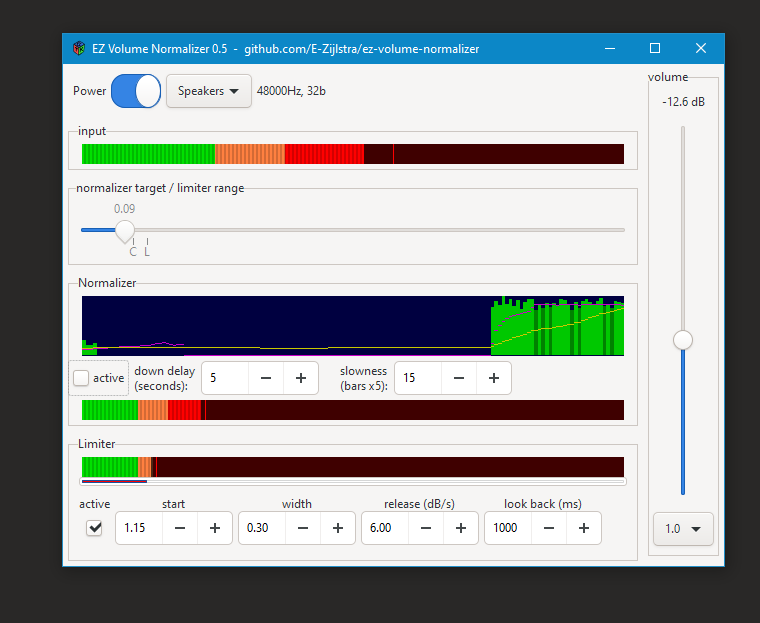 EZ Volume Normalizer 0.5 - github.com/E-Zijlstra/ez-volume-normalizer
Power
Speakers
48000Hz, 32b
volume
-12.6 dB
input
normalizer target / limiter range
0.09
C L
Normalizer
active
down delay
(seconds):
5
slowness
(bars x5):
15
Limiter
active
start
width
release (dB/s)
look back (ms)
1.15
0.30
6.00
1000
1.0